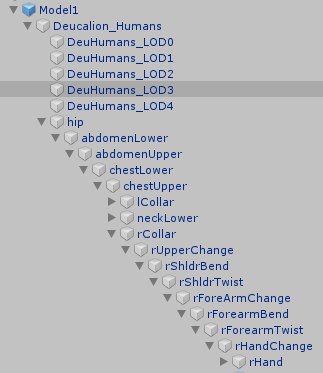 Model1
Deucalion_Humans
DeuHumans_LOD0
DeuHumans_LOD1
DeuHumans_LOD2
DeuHumans_LOD3
DeuHumans_LOD4
hip
abdomenLower
abdomenUpper
chestLower
chestUpper
lCollar
neckLower
rCollar
rUpperChange
rShldrBend
rShldrTwist
rForeArmChange
rForearmBend
rForearmTwist
rHandChange
rHand